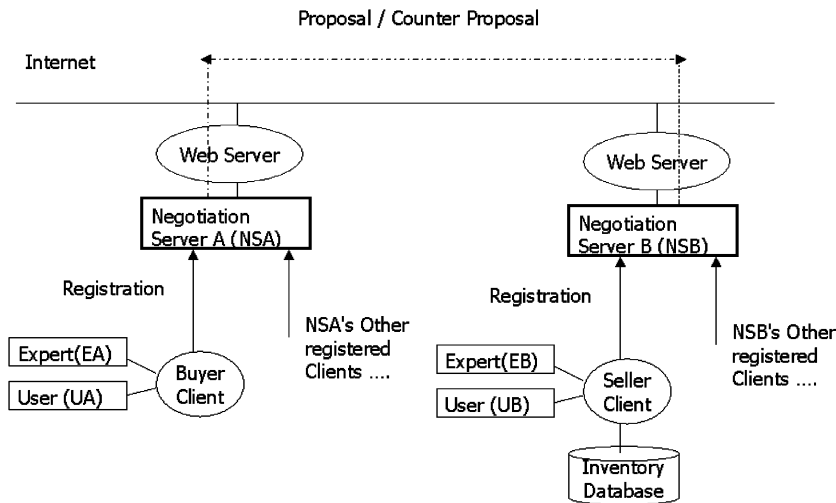 Proposal / Counter Proposal
Internet
Web Server
Web Server
Negotiation
Server A (NSA)
Negotiation
Server B (NSB)
Registration
Registration
NSA's Other
registered
Clients ....
NSB's Other
registered
Clients ....
Expert(EA)
User (UA)
Buyer
Client
Expert(EB)
User (UB)
Seller
Client
Inventory
Database